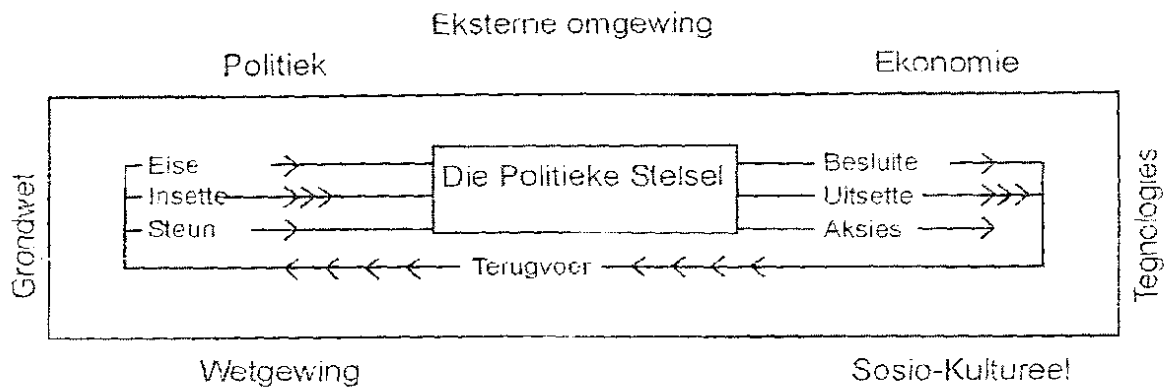 Eksterne omgewing
Politiek Ekonomie
Grondwet
Eise Die Politieke Stelsel Besluite
Insette Uitsette
Steun Aksies
Terugvoer
Tegnologies
Wetgewing Sosio-Kultureel